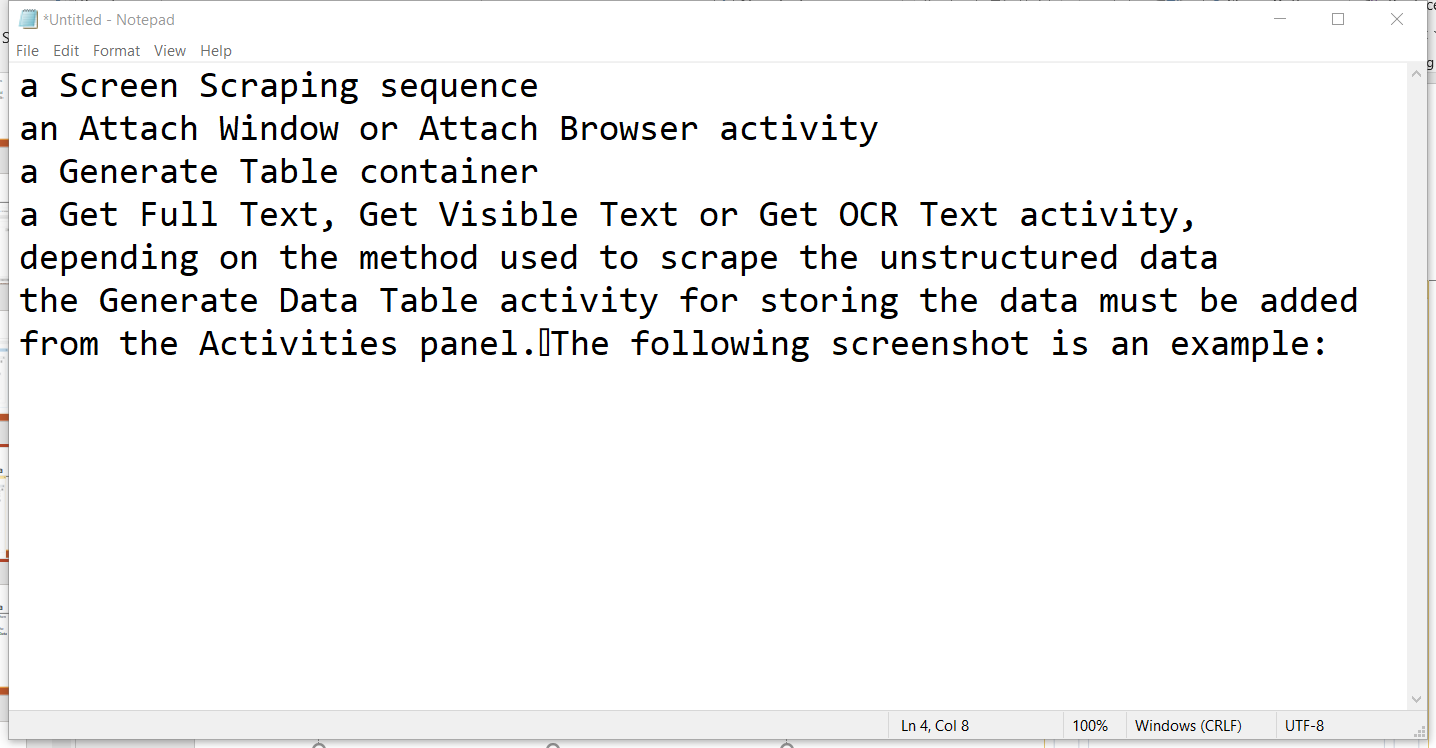 *Untitled - Notepad
File Edit Format View Help
a Screen Scraping sequence
an Attach Window or Attach Browser activity
a Generate Table container
a Get Full Text, Get Visible Text or Get OCR Text activity,
depending on the method used to scrape the unstructured data
the Generate Data Table activity for storing the data must be added
from the Activities panel.The following screenshot is an example:
Ln 4, Col 8 100% Windows (CRLF) UTF-8